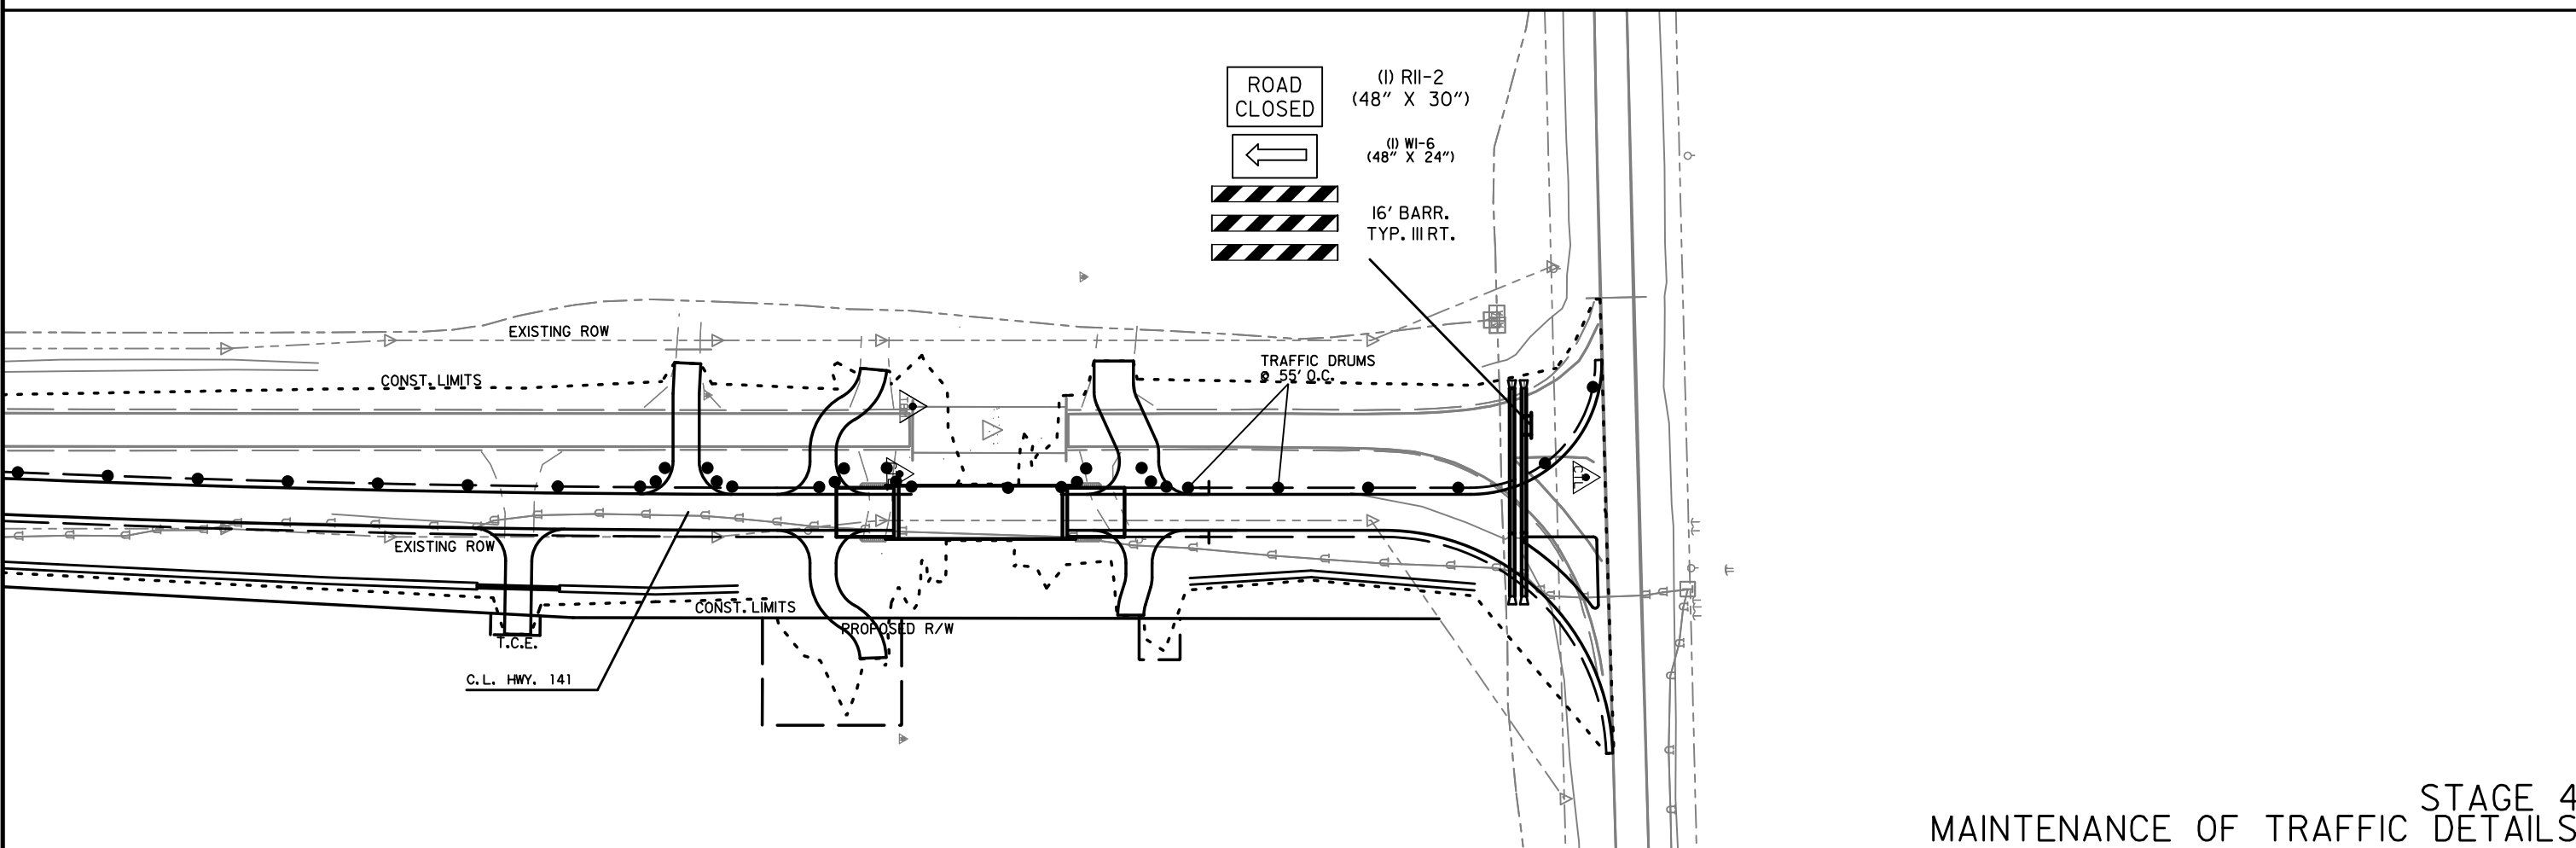 ROAD
CLOSED
(1) R11-2
(48" X 30")
(1) W1-6
(48" X 24")
16' BARR.
TYP. III RT.
EXISTING ROW
CONST. LIMITS
TRAFFIC DRUMS
@ 55' O.C.
EXISTING ROW
CONST. LIMITS
PROPOSED R/W
T.C.E.
C.L. HWY. 141
CTL
STAGE 4
MAINTENANCE OF TRAFFIC DETAILS